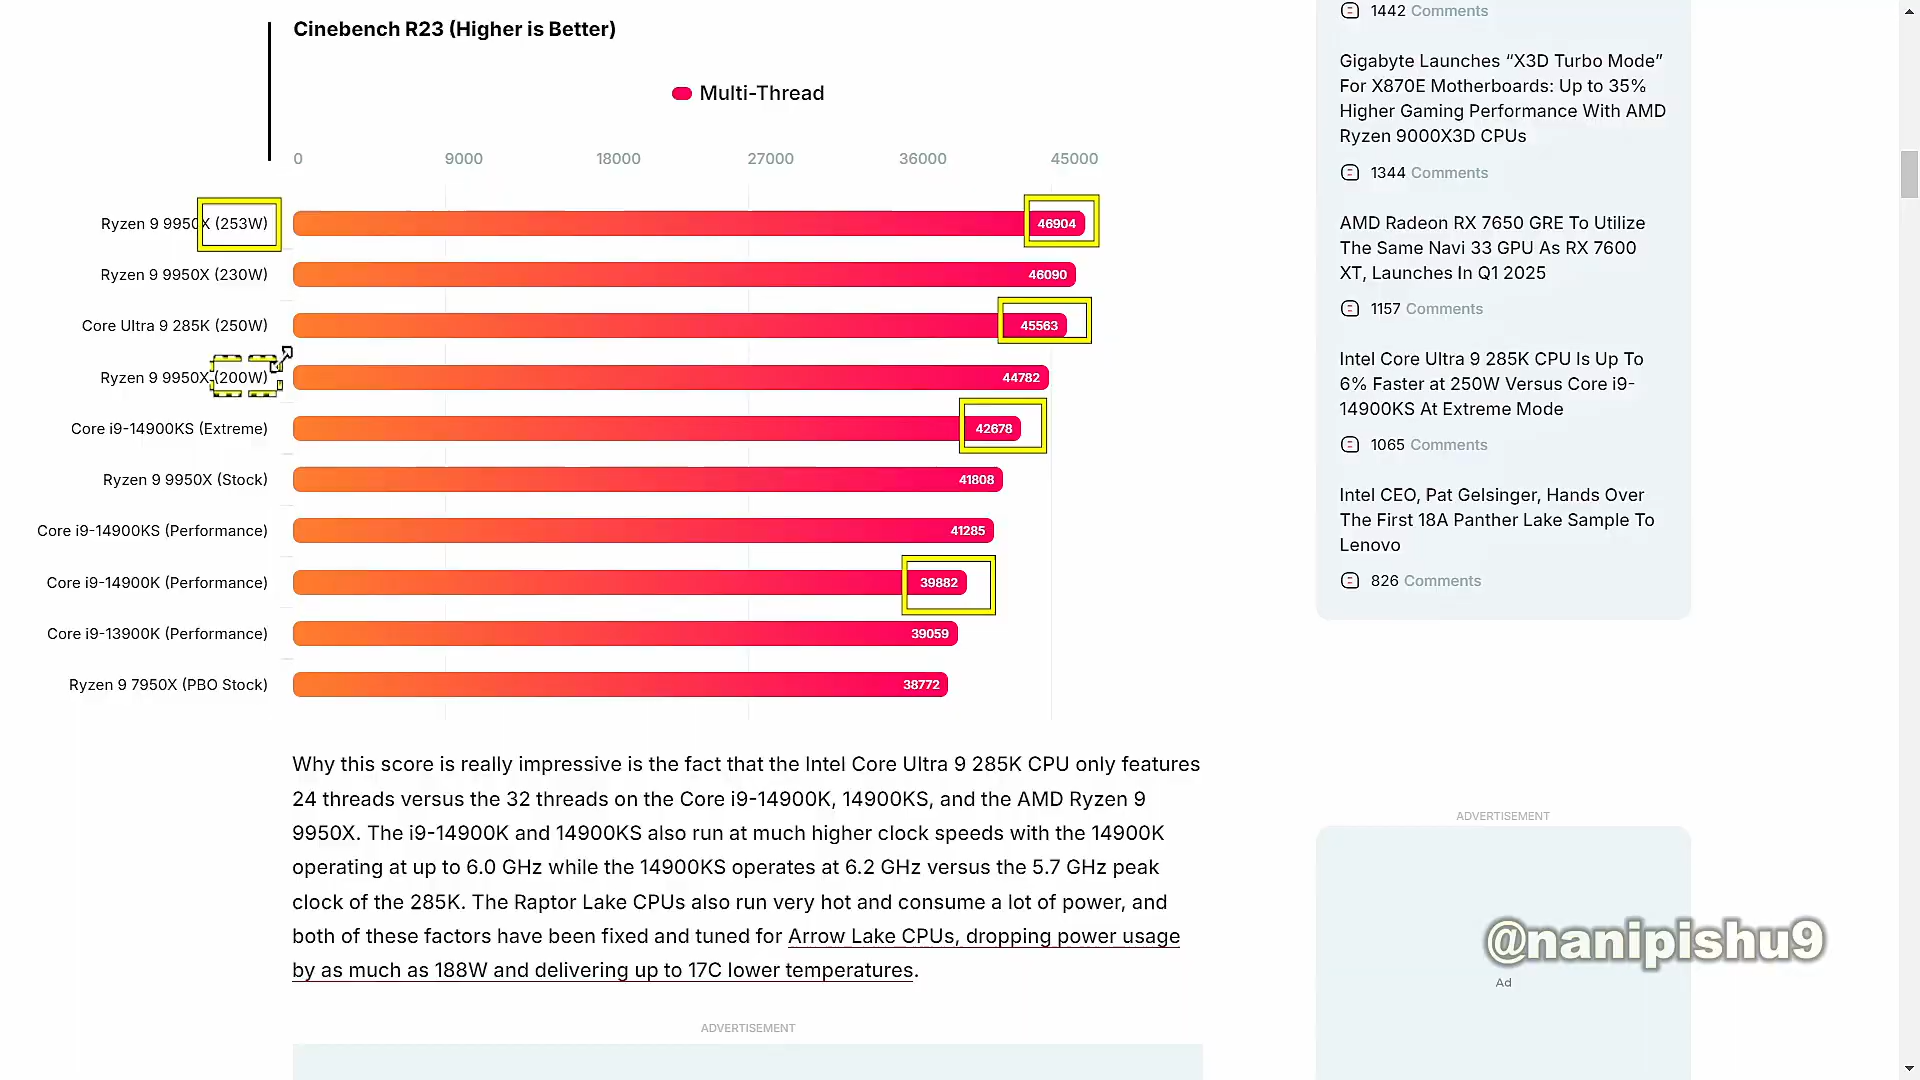 Cinebench R23 (Higher is Better)
Multi-Thread
0 9000 18000 27000 36000 45000
Ryzen 9 9950X (253W) 46904
Ryzen 9 9950X (230W) 46090
Core Ultra 9 285K (250W) 45563
Ryzen 9 9950X (200W) 44782
Core i9-14900KS (Extreme) 42678
Ryzen 9 9950X (Stock) 41808
Core i9-14900KS (Performance) 41285
Core i9-14900K (Performance) 39882
Core i9-13900K (Performance) 39059
Ryzen 9 7950X (PBO Stock) 38772
Why this score is really impressive is the fact that the Intel Core Ultra 9 285K CPU only features
24 threads versus the 32 threads on the Core i9-14900K, 14900KS, and the AMD Ryzen 9
9950X. The i9-14900K and 14900KS also run at much higher clock speeds with the 14900K
operating at up to 6.0 GHz while the 14900KS operates at 6.2 GHz versus the 5.7 GHz peak
clock of the 285K. The Raptor Lake CPUs also run very hot and consume a lot of power, and
both of these factors have been fixed and tuned for Arrow Lake CPUs, dropping power usage
by as much as 188W and delivering up to 17C lower temperatures.
ADVERTISEMENT
1442 Comments
Gigabyte Launches “X3D Turbo Mode”
For X870E Motherboards: Up to 35%
Higher Gaming Performance With AMD
Ryzen 9000X3D CPUs
1344 Comments
AMD Radeon RX 7650 GRE To Utilize
The Same Navi 33 GPU As RX 7600
XT, Launches In Q1 2025
1157 Comments
Intel Core Ultra 9 285K CPU Is Up To
6% Faster at 250W Versus Core i9-
14900KS At Extreme Mode
1065 Comments
Intel CEO, Pat Gelsinger, Hands Over
The First 18A Panther Lake Sample To
Lenovo
826 Comments
ADVERTISEMENT
@nanipishu9
Ad